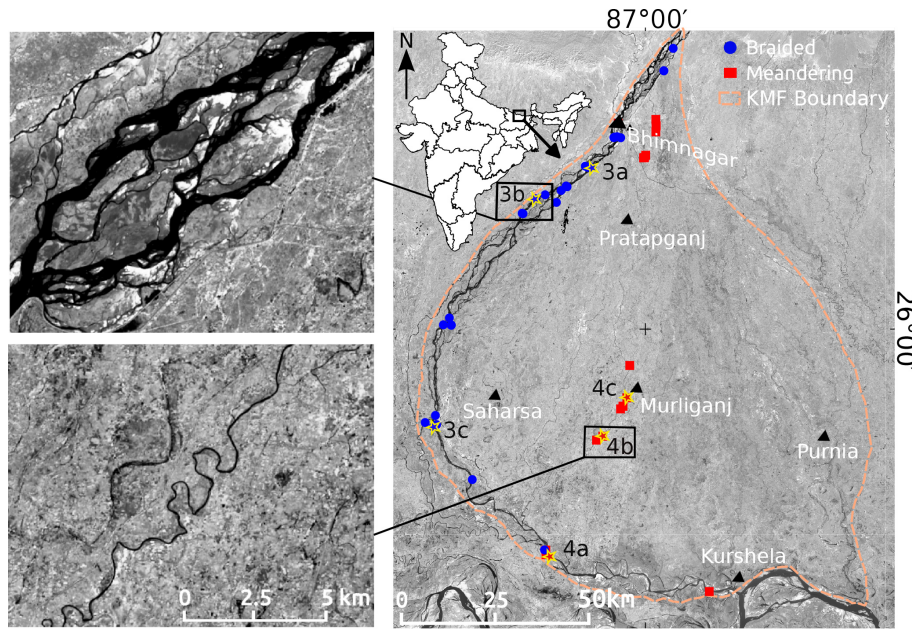 87°00′
N
Braided
Meandering
KMF Boundary
Bhimnagar
3a
3b
Pratapganj
26°00′
4c
Saharsa
Murliganj
3c
4b
Purnia
4a
Kurshela
0 2.5 5 km
0 25 50km